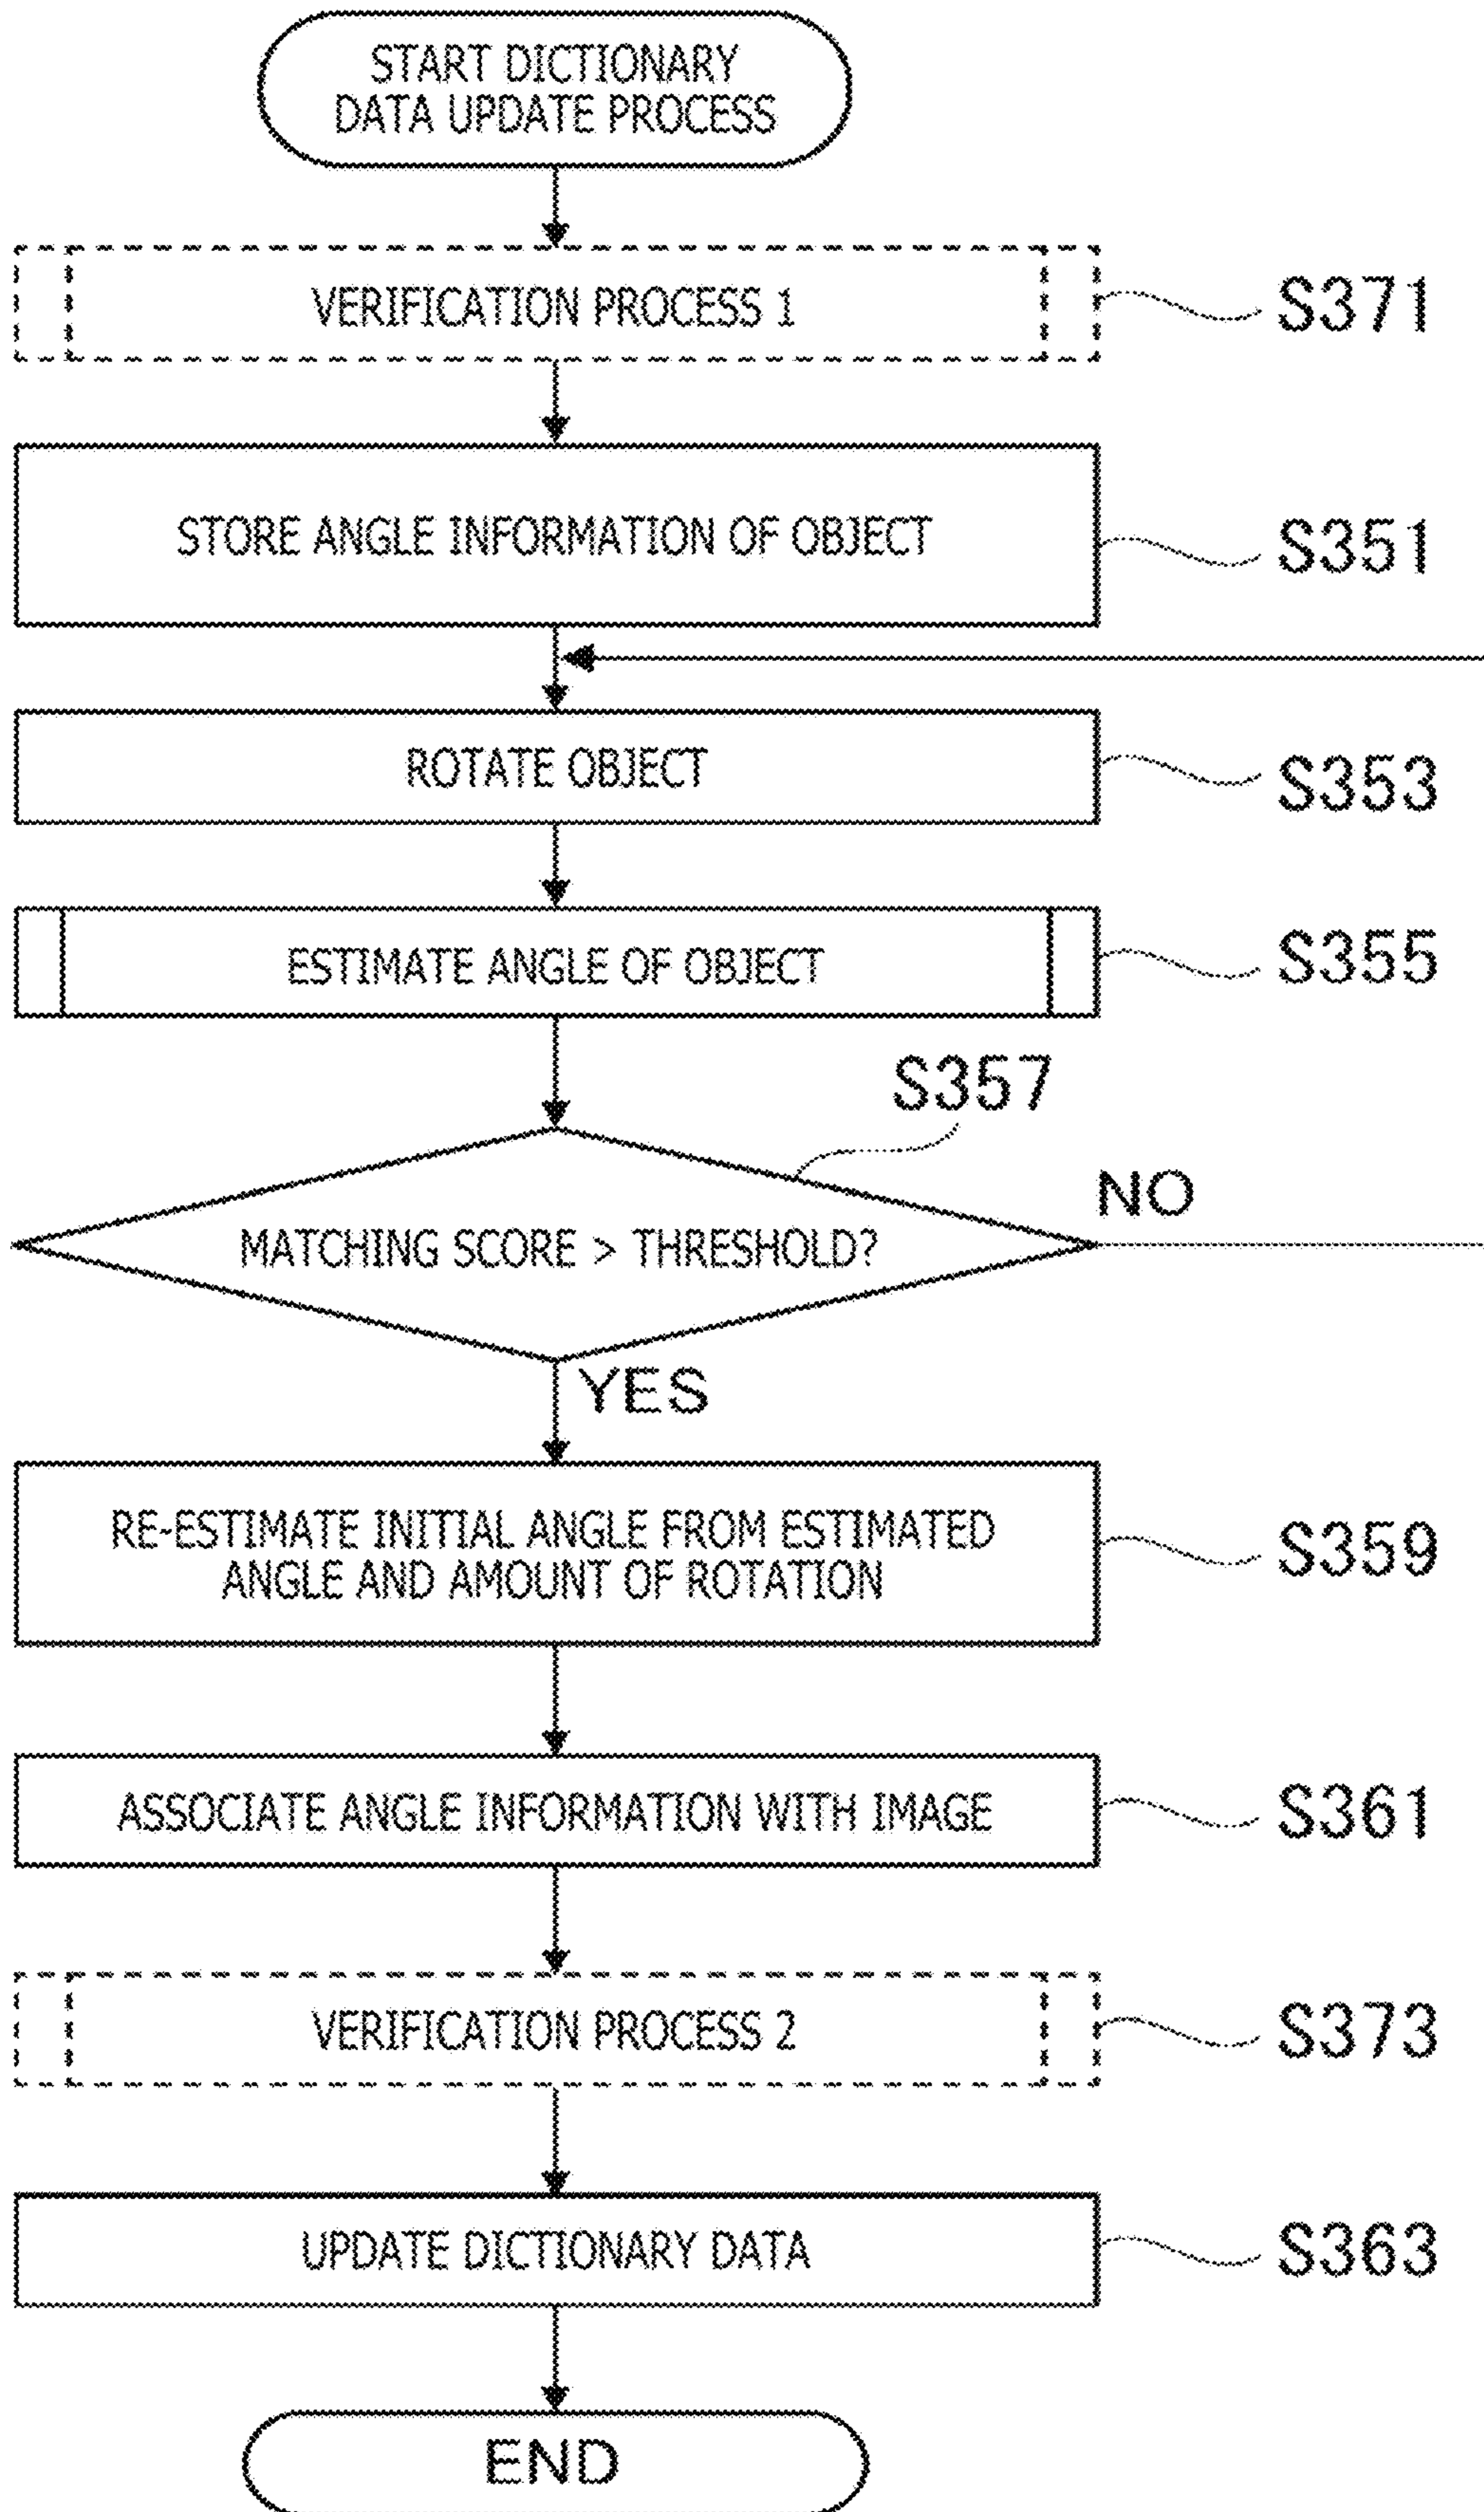 START DICTIONARY
DATA UPDATE PROCESS
VERIFICATION PROCESS 1
S371
STORE ANGLE INFORMATION OF OBJECT
S351
ROTATE OBJECT
S353
ESTIMATE ANGLE OF OBJECT
S355
S357
MATCHING SCORE > THRESHOLD?
NO
YES
RE-ESTIMATE INITIAL ANGLE FROM ESTIMATED
ANGLE AND AMOUNT OF ROTATION
S359
ASSOCIATE ANGLE INFORMATION WITH IMAGE
S361
VERIFICATION PROCESS 2
S373
UPDATE DICTIONARY DATA
S363
END